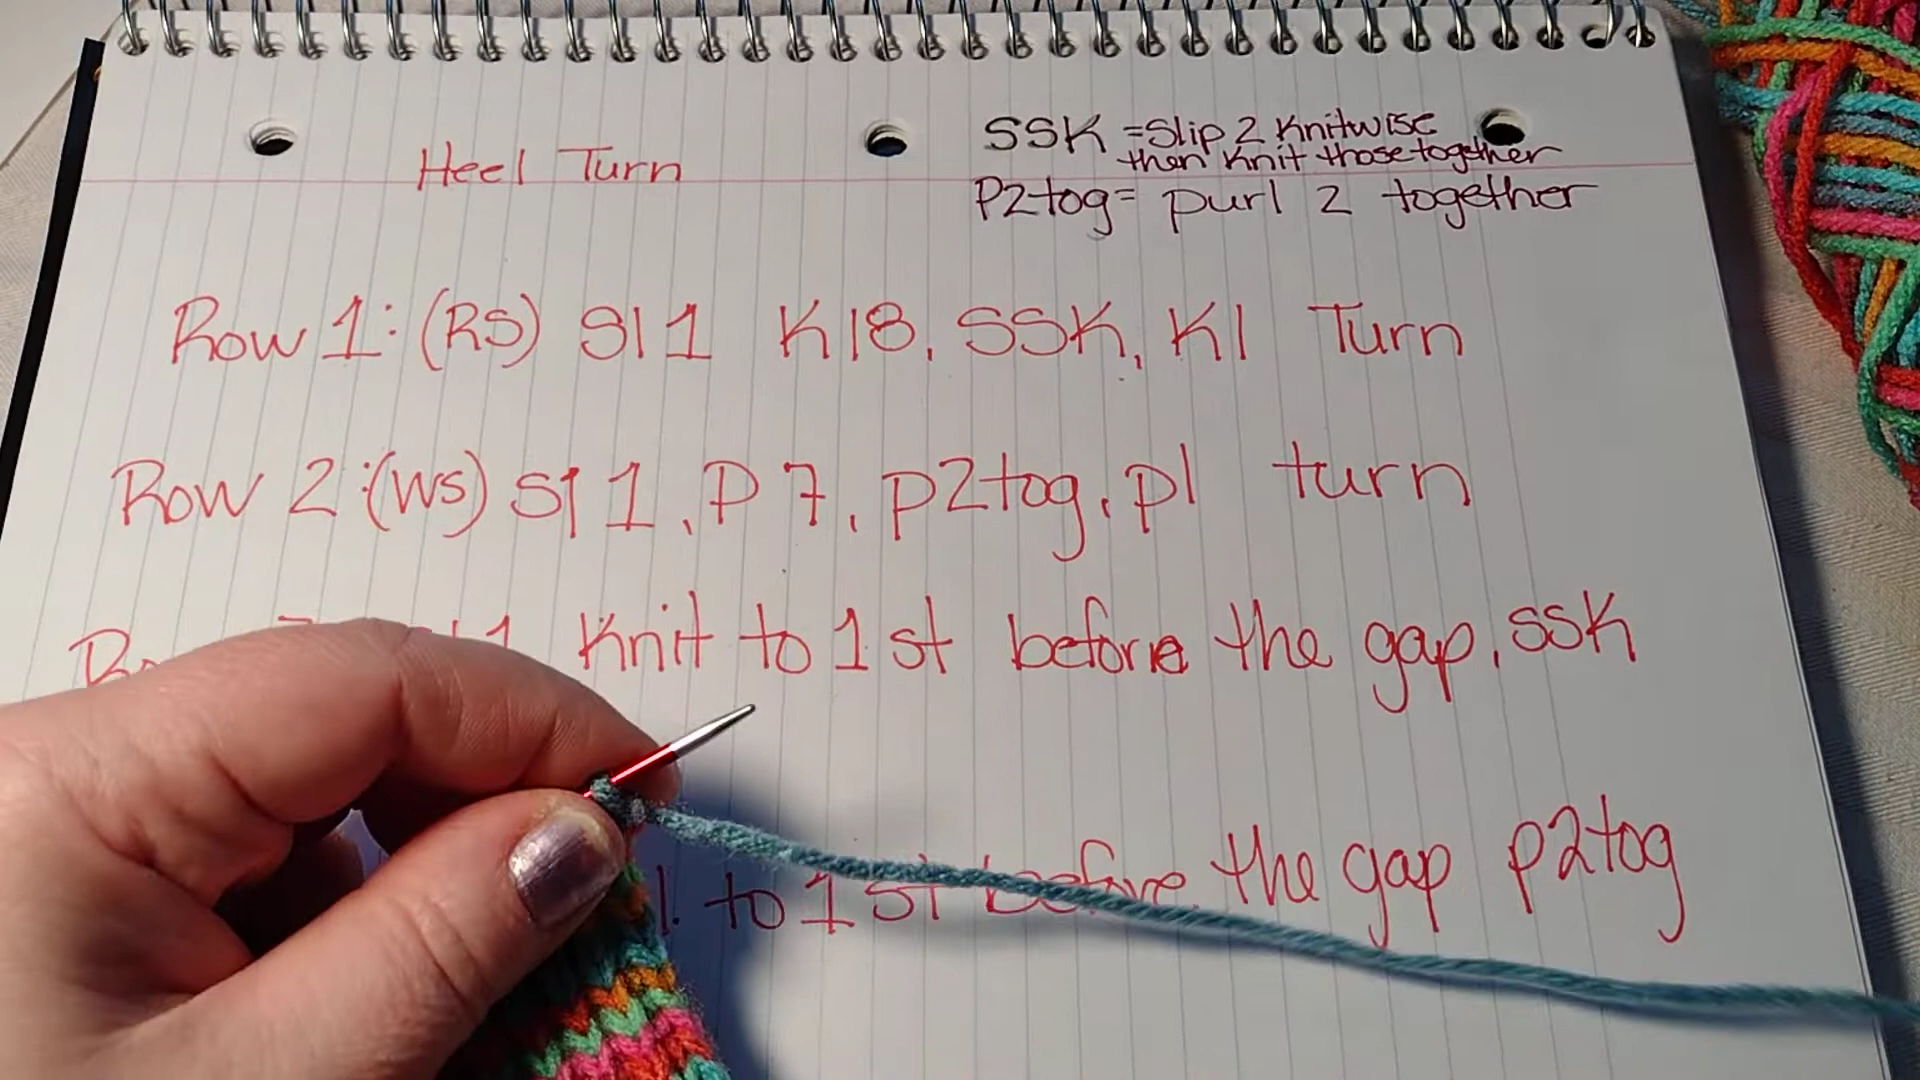 Heel Turn
SSK = Slip 2 Knitwise
then Knit those together
P2tog = purl 2 together
Row 1: (RS) Sl 1 K18, SSK, K1 Turn
Row 2: (WS) sl 1, P7, p2tog, p1 turn
Knit to 1 st before the gap, SSK
to 1 st before the gap p2tog